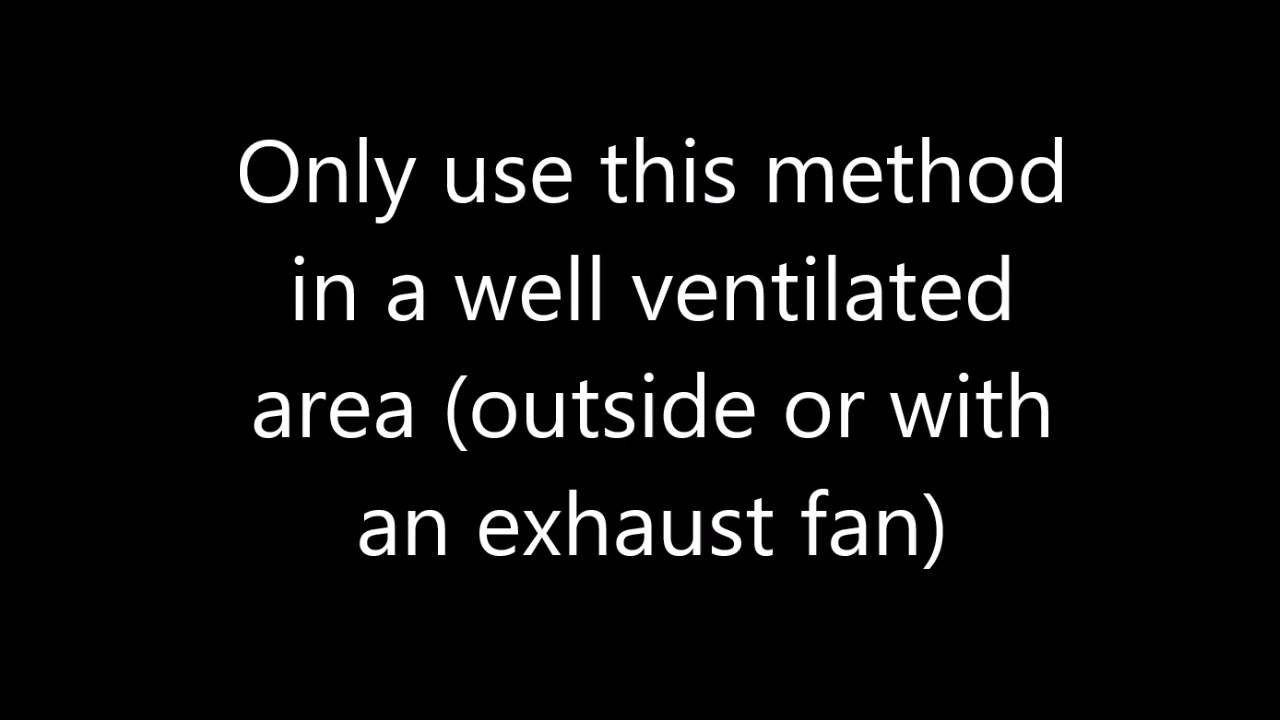 Only use this method
in a well ventilated
area (outside or with
an exhaust fan)